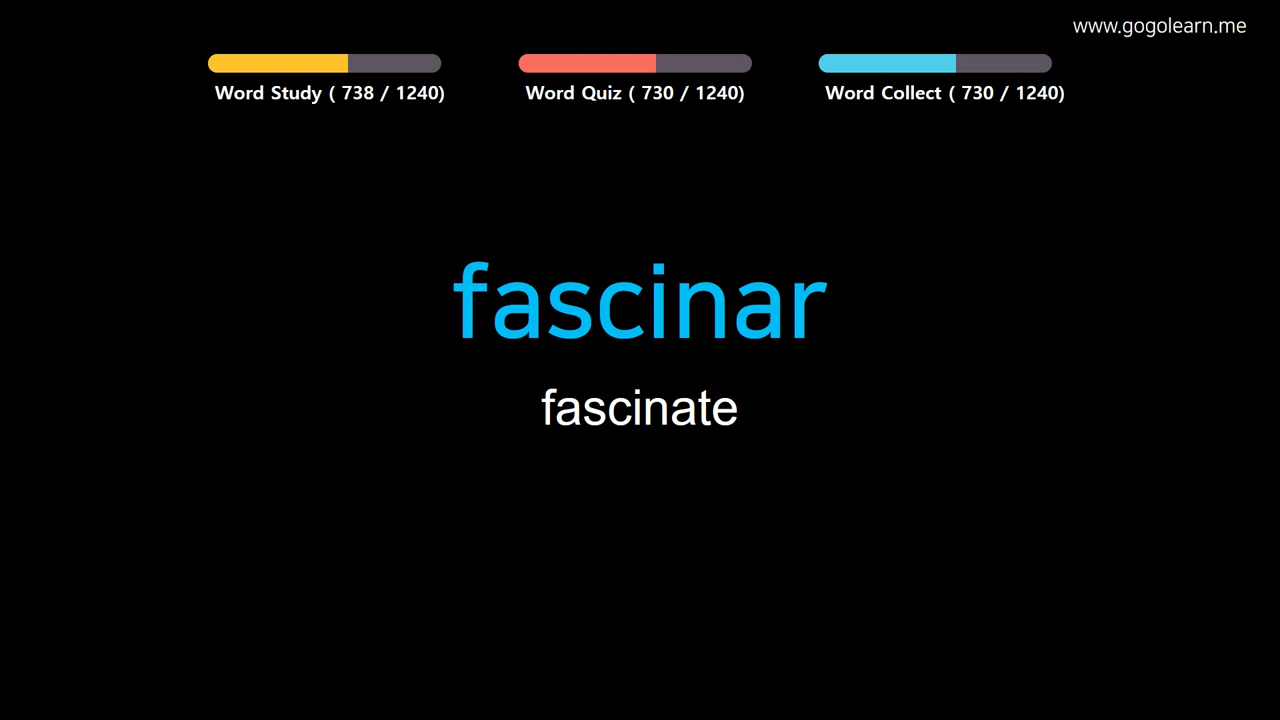 www.gogolearn.me
Word Study ( 738 / 1240)
Word Quiz ( 730 / 1240)
Word Collect ( 730 / 1240)
fascinar
fascinate